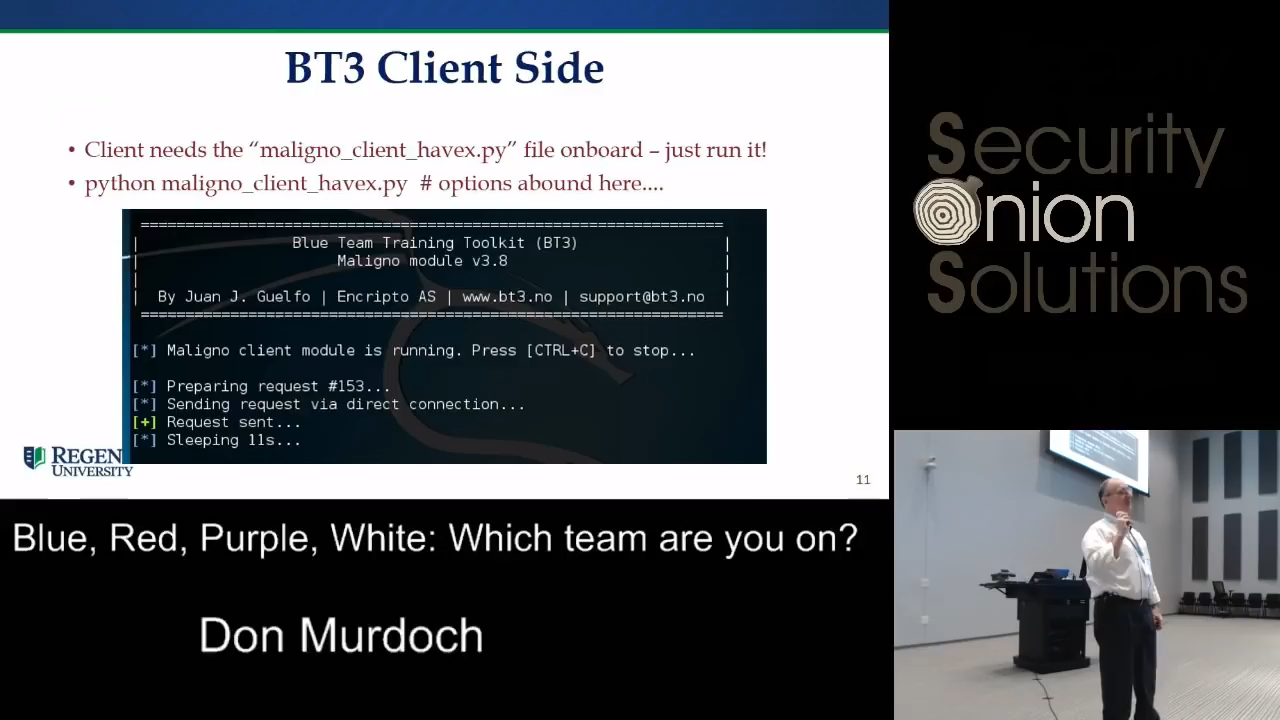 BT3 Client Side
• Client needs the “maligno_client_havex.py” file onboard – just run it!
• python maligno_client_havex.py # options abound here....
===============================================================
| Blue Team Training Toolkit (BT3) |
| Maligno module v3.8 |
| |
| By Juan J. Guelfo | Encripto AS | www.bt3.no | support@bt3.no |
===============================================================
[*] Maligno client module is running. Press [CTRL+C] to stop...
[*] Preparing request #153...
[*] Sending request via direct connection...
[+] Request sent...
[*] Sleeping 11s...
REGEN
UNIVERSITY
11
Security
Onion
Solutions
Blue, Red, Purple, White: Which team are you on?
Don Murdoch